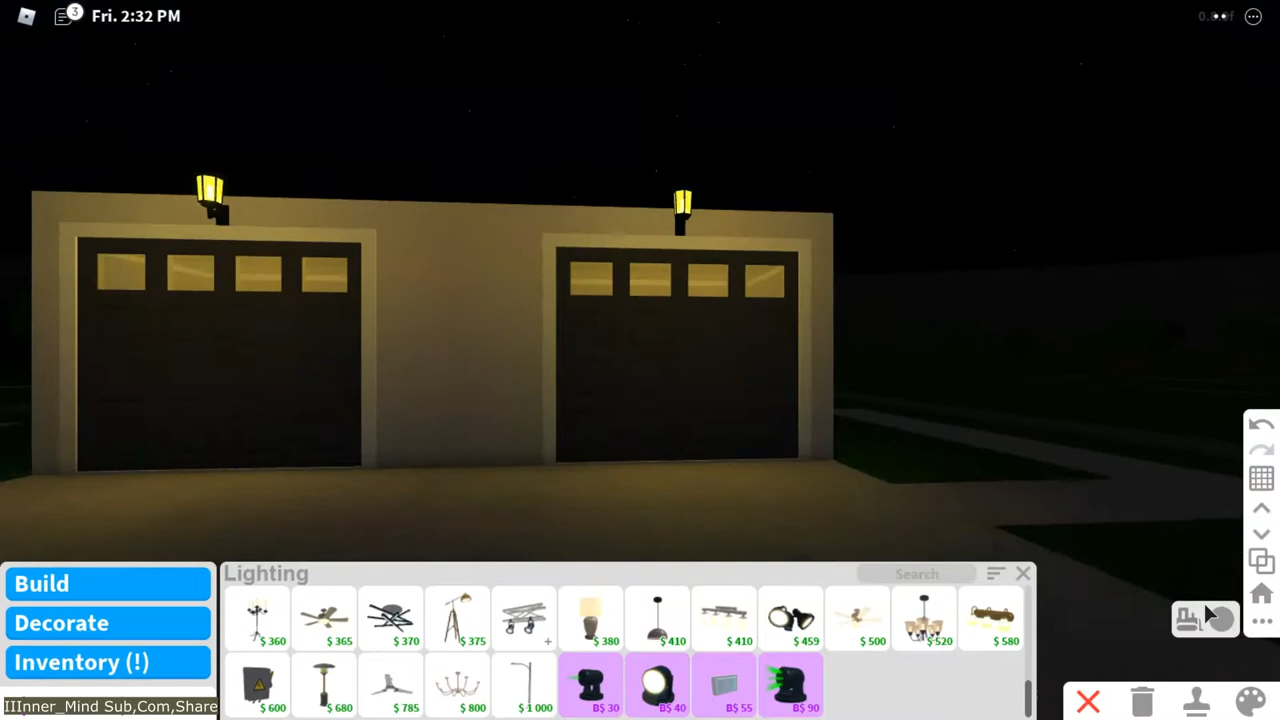 3
Fri. 2:32 PM
Build
Decorate
Inventory (!)
IIInner_Mind Sub,Com,Share
Lighting
Search
$ 360
$ 365
$ 370
$ 375
+
$ 380
$ 410
$ 410
$ 459
$ 500
$ 520
$ 580
$ 600
$ 680
$ 785
$ 800
$ 1 000
B$ 30
B$ 40
B$ 55
B$ 90